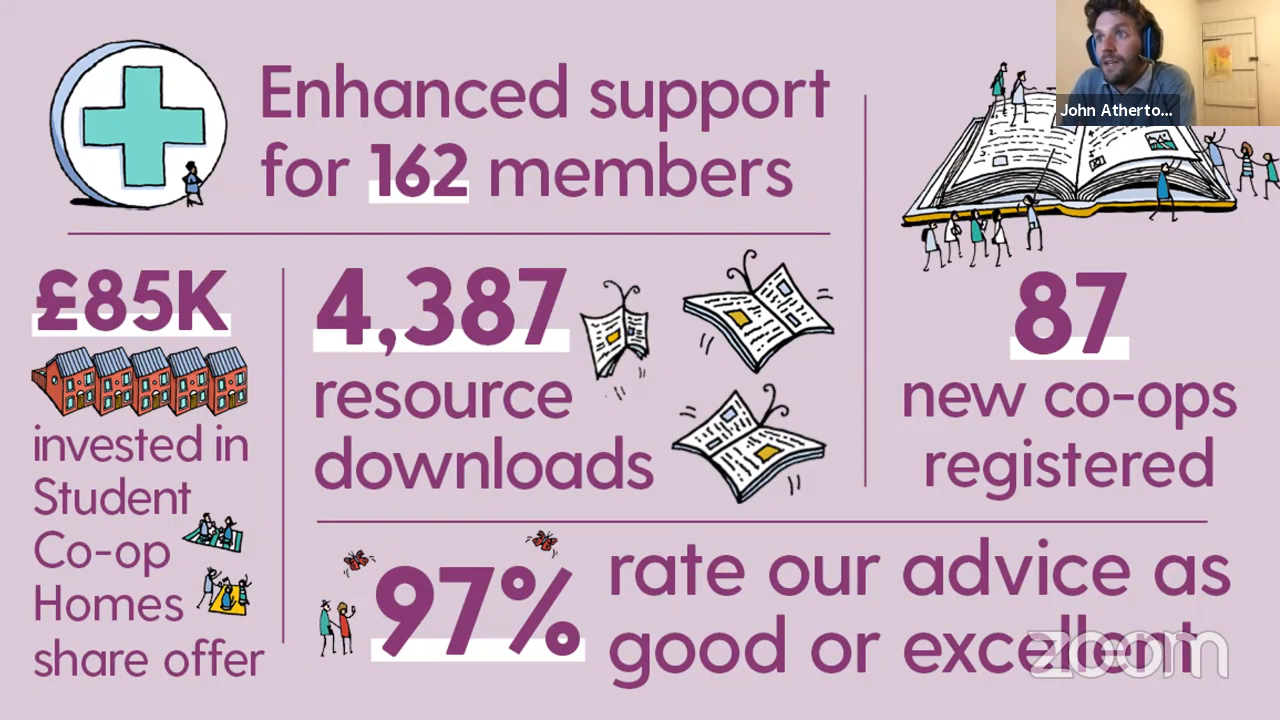 Enhanced support
for 162 members
John Atherto...
£85K
invested in
Student
Co-op
Homes
share offer
4,387
resource
downloads
87
new co-ops
registered
97%
rate our advice as
good or excellent
zoom